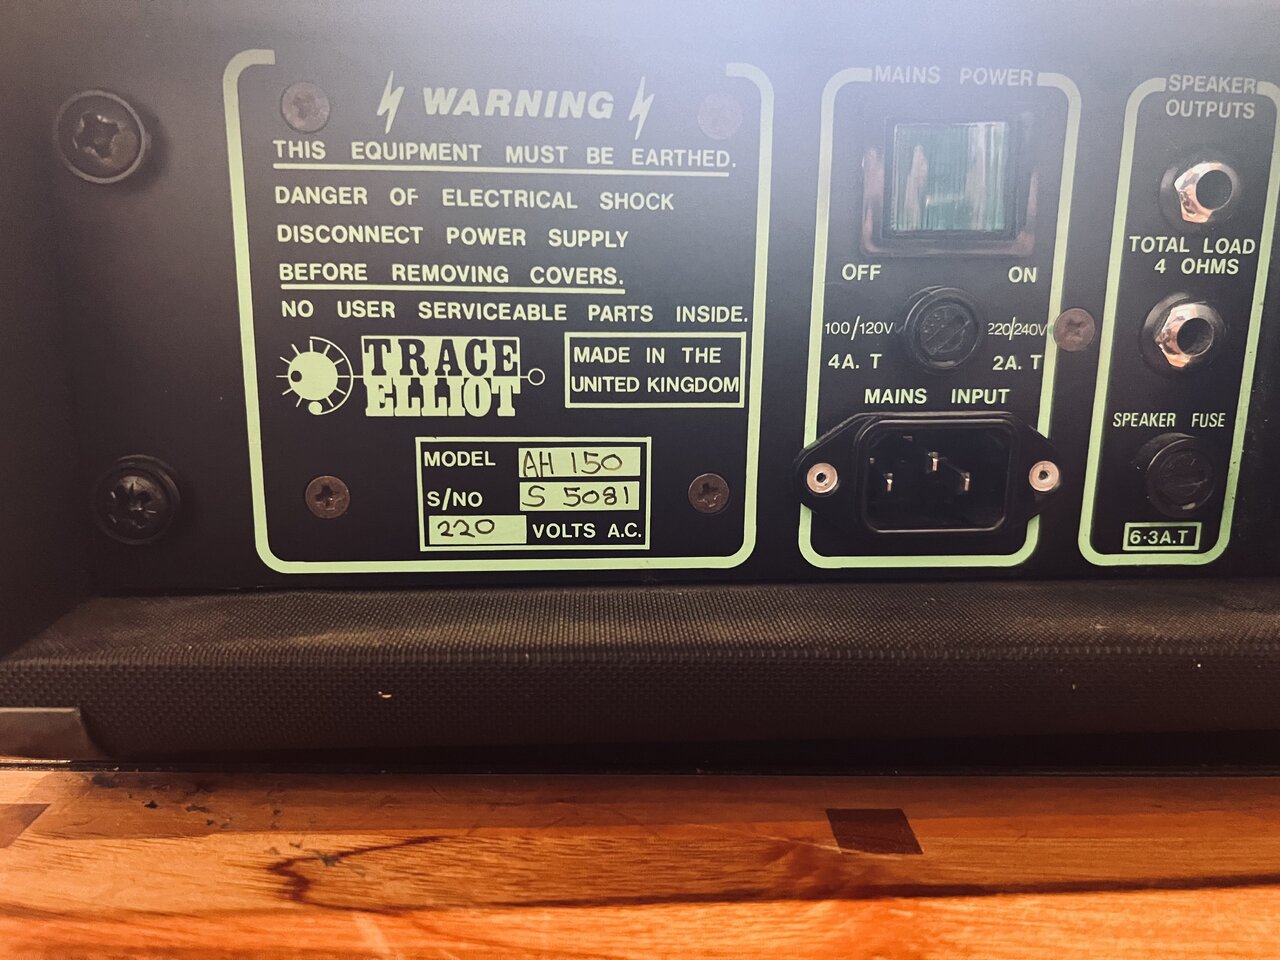 WARNING
THIS EQUIPMENT MUST BE EARTHED.
DANGER OF ELECTRICAL SHOCK
DISCONNECT POWER SUPPLY
BEFORE REMOVING COVERS.
NO USER SERVICEABLE PARTS INSIDE.
TRACE
ELLIOT
MADE IN THE
UNITED KINGDOM
MODEL AH 150
S/NO S 5081
220 VOLTS A.C.
MAINS POWER
OFF ON
100/120V 220/240V
4A. T 2A. T
MAINS INPUT
SPEAKER
OUTPUTS
TOTAL LOAD
4 OHMS
SPEAKER FUSE
6·3A.T